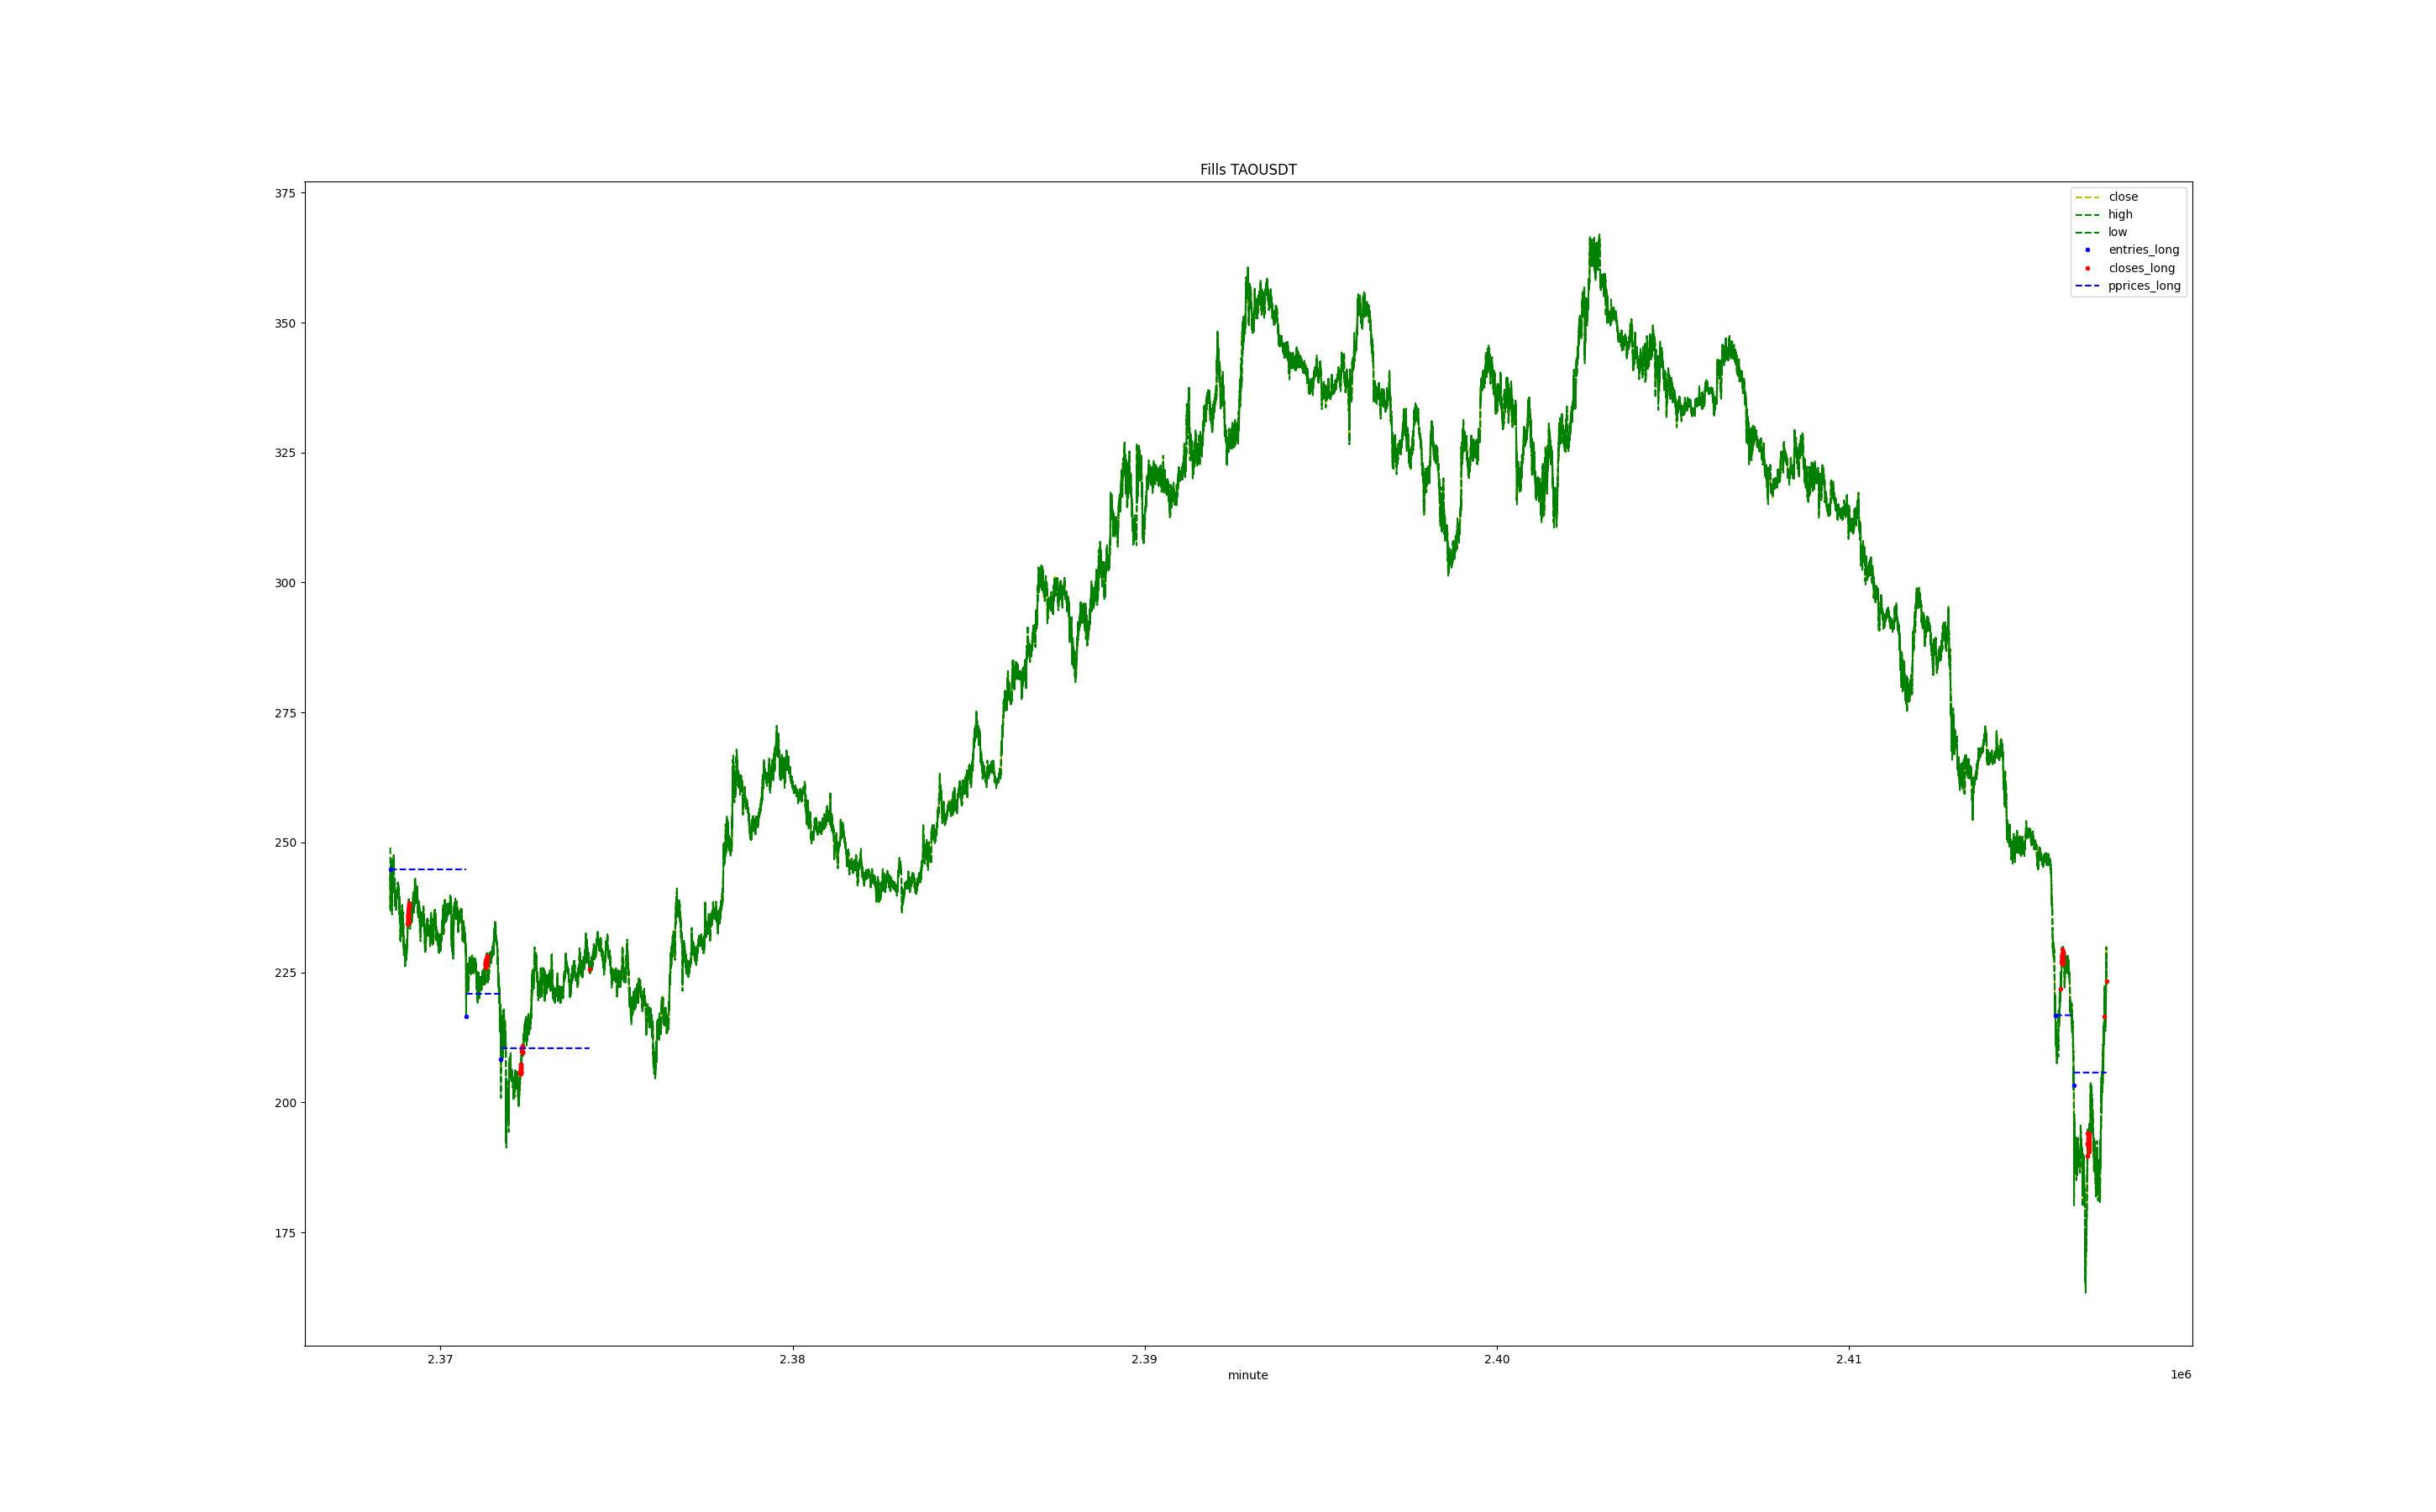 Fills TAOUSDT
375
350
325
300
275
250
225
200
175
close
high
low
entries_long
closes_long
pprices_long
2.37
2.38
2.39
2.40
2.41
minute
1e6